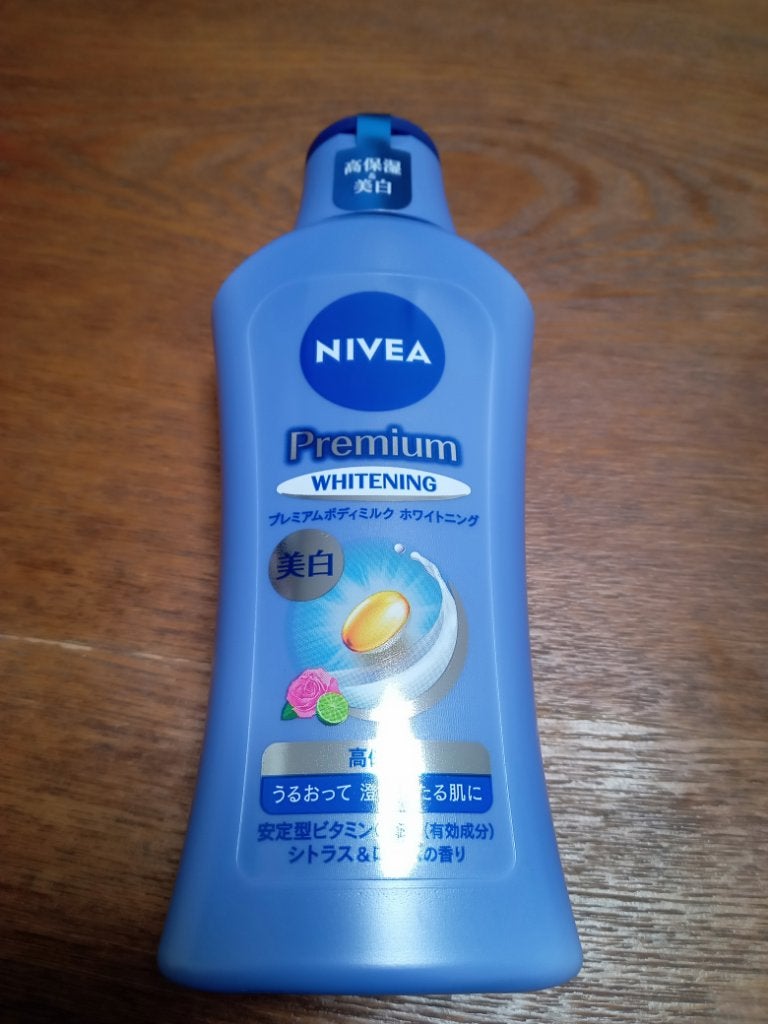 高保湿
&
美白
NIVEA
Premium
WHITENING
プレミアムボディミルク ホワイトニング
美白
高
うるおって 澄 たる肌に
安定型ビタミン (有効成分)
シトラス& の香り